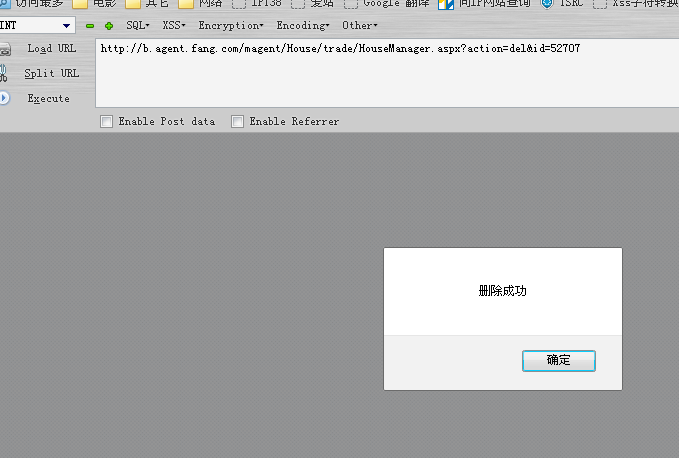 访问最多 电影 其它 网络 IP138 爱站 Google 翻译 同IP网站查询 TSRC Xss字符转换
INT SQL XSS Encryption Encoding Other
Load URL http://b.agent.fang.com/magent/House/trade/HouseManager.aspx?action=del&id=52707
Split URL
Execute
Enable Post data Enable Referrer
删除成功
确定